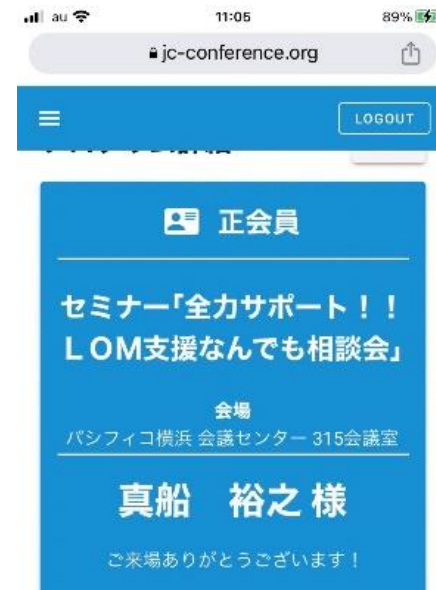 au 11:05 89%
jc-conference.org
LOGOUT
正会員
セミナー「全力サポート！！
ＬＯＭ支援なんでも相談会」
会場
パシフィコ横浜 会議センター 315会議室
真船　裕之 様
ご来場ありがとうございます！